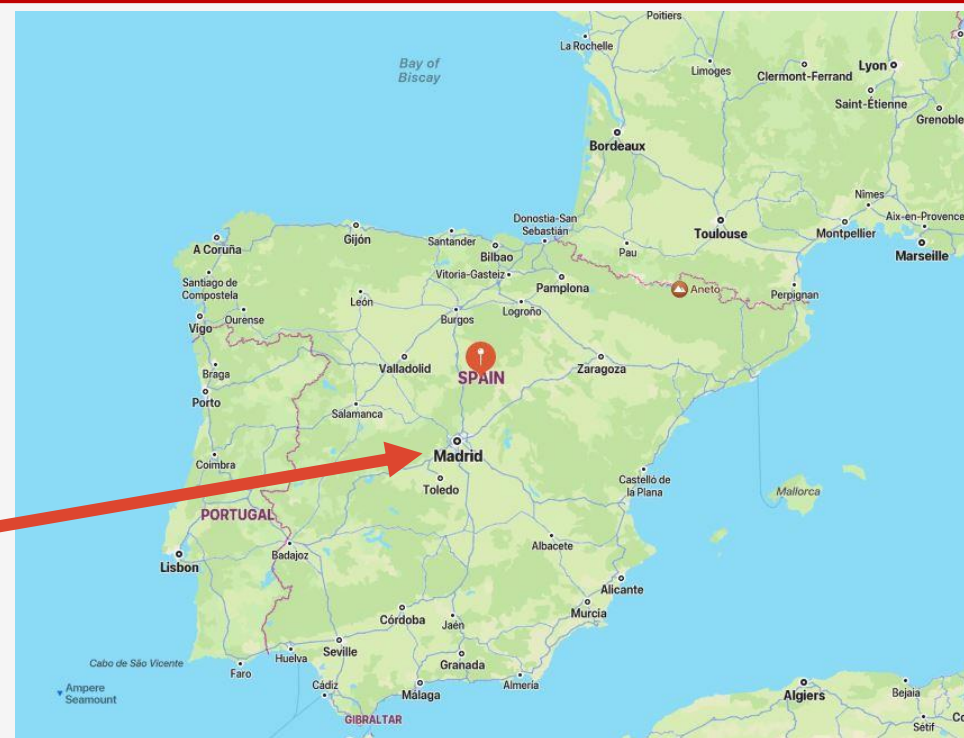 Poitiers
La Rochelle
Bay of
Biscay
Limoges
Clermont-Ferrand
Lyon
Saint-Étienne
Grenoble
Bordeaux
Nîmes
Donostia-San
Sebastián
Aix-en-Provence
A Coruña
Gijón
Santander
Bilbao
Toulouse
Montpellier
Pau
Marseille
Vitoria-Gasteiz
Santiago de
Compostela
Pamplona
Aneto
Perpignan
León
Logroño
Ourense
Burgos
Vigo
Valladolid
Zaragoza
Braga
SPAIN
Porto
Salamanca
Madrid
Coimbra
Castelló de
la Plana
Toledo
Mallorca
PORTUGAL
Albacete
Badajoz
Lisbon
Alicante
Murcia
Córdoba
Jaén
Seville
Huelva
Cabo de São Vicente
Granada
Faro
Almería
Cádiz
Málaga
Ampere
Seamount
Algiers
Bejaia
GIBRALTAR
Sétif
Co